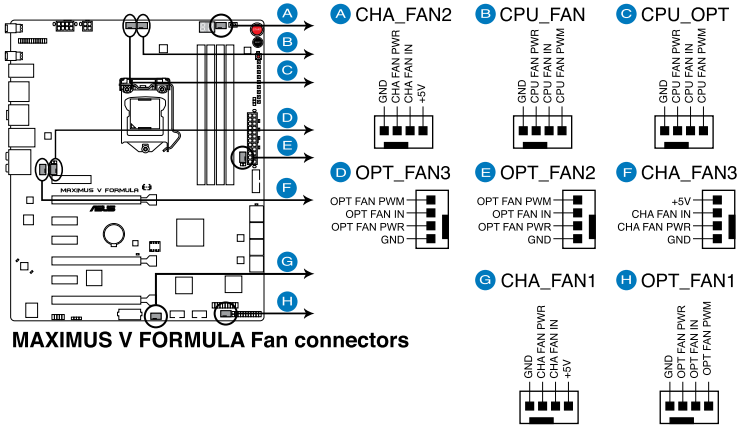 A
B
C
D
E
F
G
H
MAXIMUS V FORMULA
ASUS
MAXIMUS V FORMULA Fan connectors
A CHA_FAN2
GND
CHA FAN PWR
CHA FAN IN
+5V
B CPU_FAN
GND
CPU FAN PWR
CPU FAN IN
CPU FAN PWM
C CPU_OPT
GND
CPU FAN PWR
CPU FAN IN
CPU FAN PWM
D OPT_FAN3
OPT FAN PWM
OPT FAN IN
OPT FAN PWR
GND
E OPT_FAN2
OPT FAN PWM
OPT FAN IN
OPT FAN PWR
GND
F CHA_FAN3
+5V
CHA FAN IN
CHA FAN PWR
GND
G CHA_FAN1
GND
CHA FAN PWR
CHA FAN IN
+5V
H OPT_FAN1
GND
OPT FAN PWR
OPT FAN IN
OPT FAN PWM